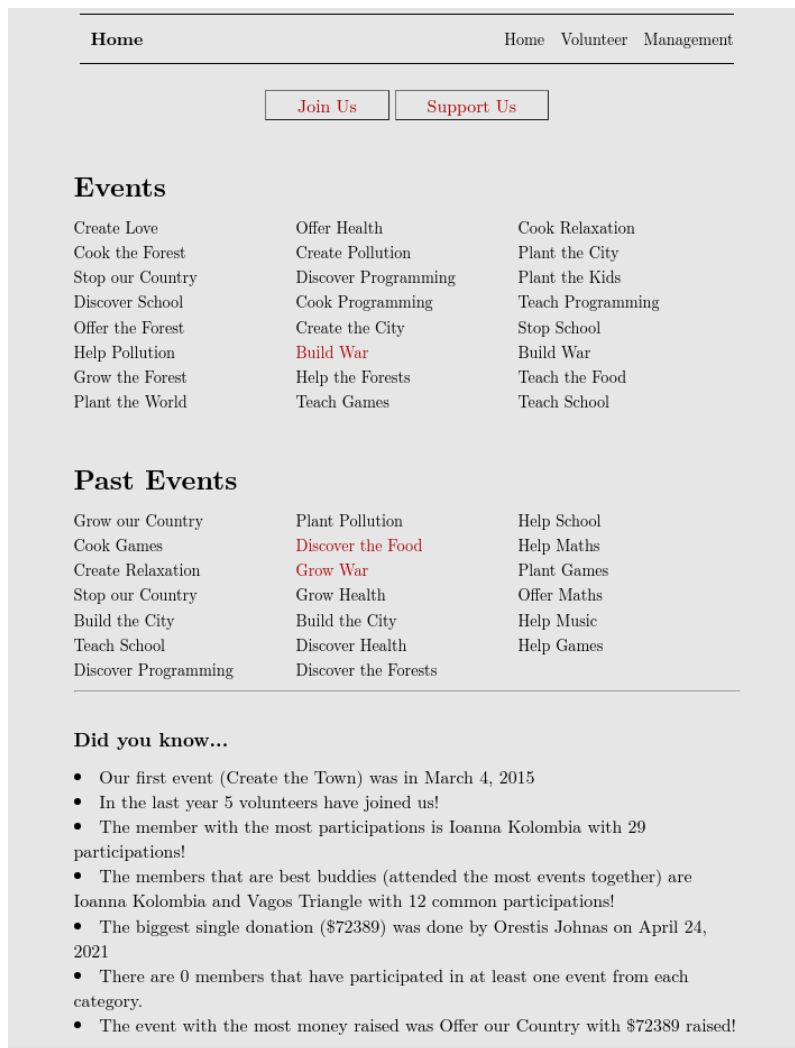 Home
Home Volunteer Management
Join Us
Support Us
Events
Create Love
Cook the Forest
Stop our Country
Discover School
Offer the Forest
Help Pollution
Grow the Forest
Plant the World
Offer Health
Create Pollution
Discover Programming
Cook Programming
Create the City
Build War
Help the Forests
Teach Games
Cook Relaxation
Plant the City
Plant the Kids
Teach Programming
Stop School
Build War
Teach the Food
Teach School
Past Events
Grow our Country
Cook Games
Create Relaxation
Stop our Country
Build the City
Teach School
Discover Programming
Plant Pollution
Discover the Food
Grow War
Grow Health
Build the City
Discover Health
Discover the Forests
Help School
Help Maths
Plant Games
Offer Maths
Help Music
Help Games
Did you know...
• Our first event (Create the Town) was in March 4, 2015
• In the last year 5 volunteers have joined us!
• The member with the most participations is Ioanna Kolombia with 29
participations!
• The members that are best buddies (attended the most events together) are
Ioanna Kolombia and Vagos Triangle with 12 common participations!
• The biggest single donation ($72389) was done by Orestis Johnas on April 24,
2021
• There are 0 members that have participated in at least one event from each
category.
• The event with the most money raised was Offer our Country with $72389 raised!